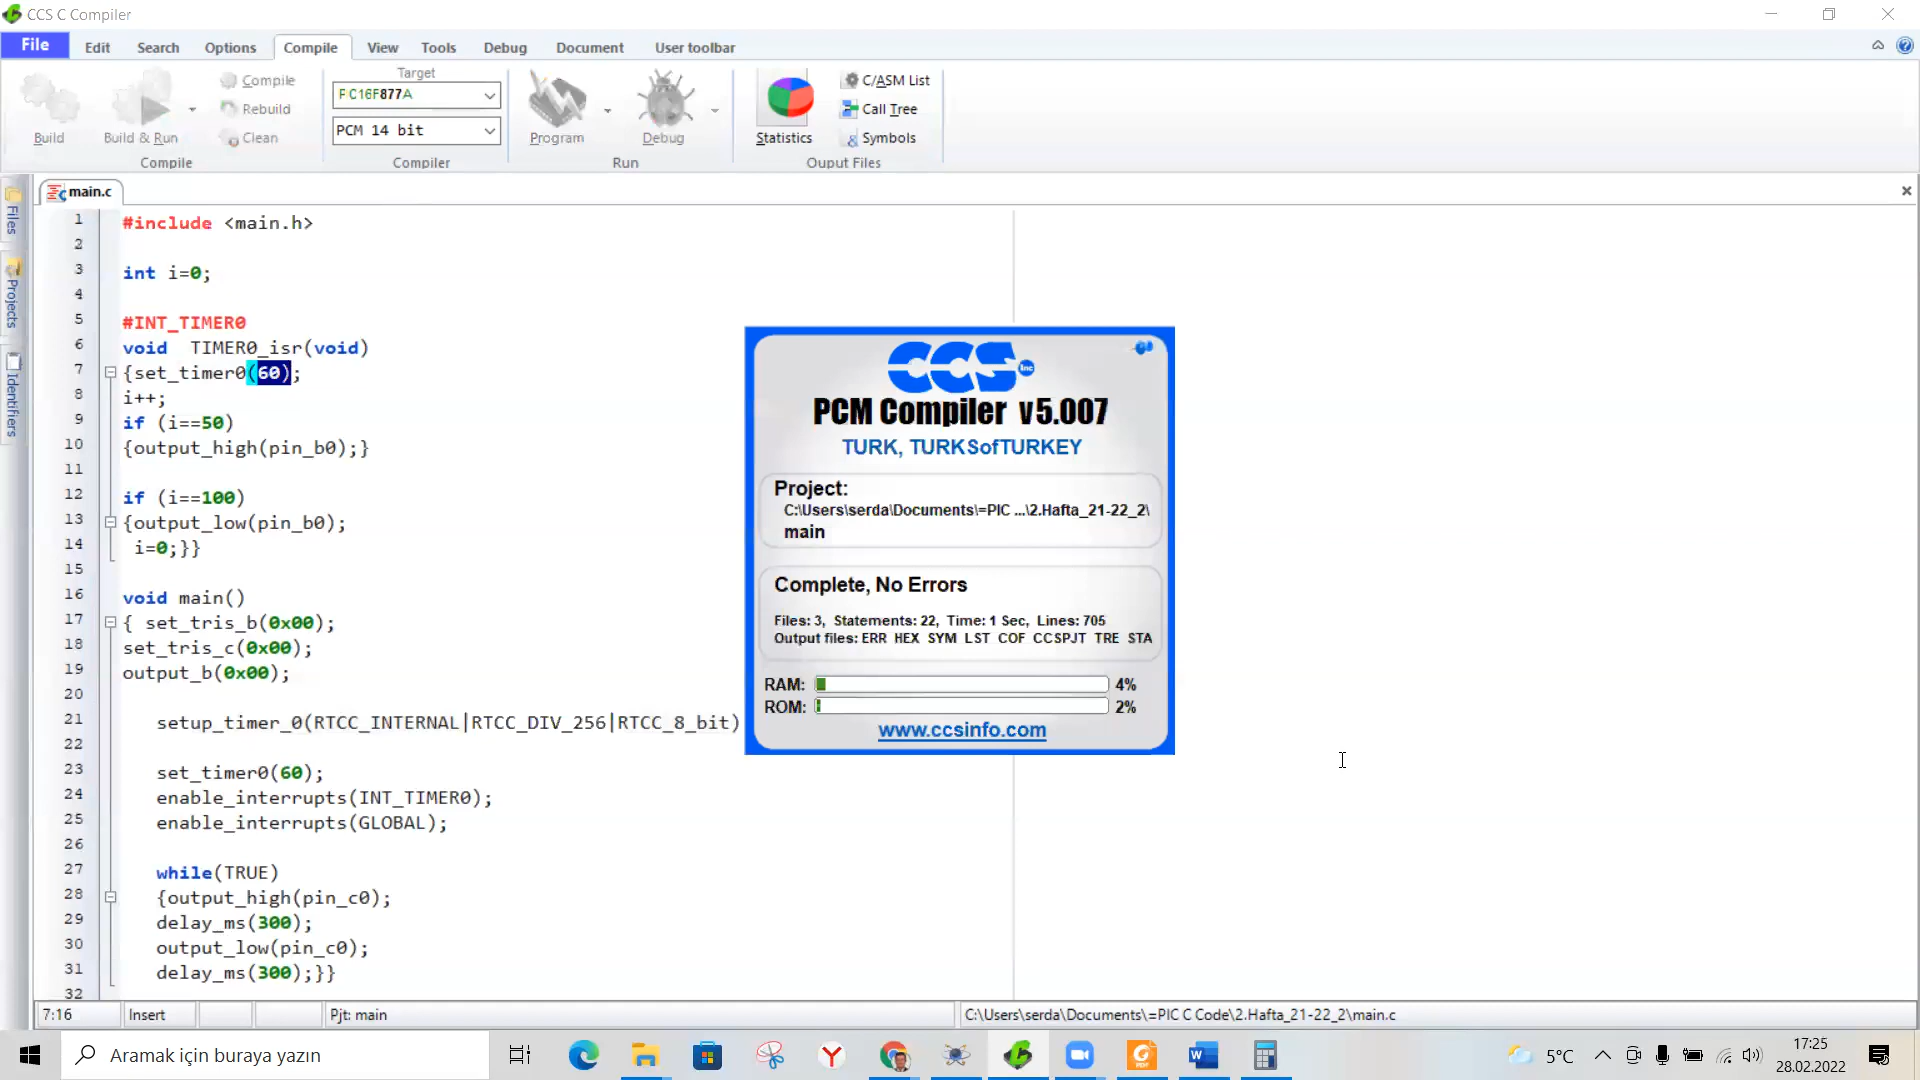 CCS C Compiler
File Edit Search Options Compile View Tools Debug Document User toolbar
Build
Build & Run
Compile
Rebuild
Clean
Compile
Target
PIC16F877A
PCM 14 bit
Compiler
Program
Debug
Run
Statistics
C/ASM List
Call Tree
Symbols
Ouput Files
Files
Projects
Identifiers
main.c
1 #include <main.h>
2
3 int i=0;
4
5 #INT_TIMER0
6 void TIMER0_isr(void)
7 {set_timer0(60);
8 i++;
9 if (i==50)
10 {output_high(pin_b0);}
11
12 if (i==100)
13 {output_low(pin_b0);
14 i=0;}}
15
16 void main()
17 { set_tris_b(0x00);
18 set_tris_c(0x00);
19 output_b(0x00);
20
21 setup_timer_0(RTCC_INTERNAL|RTCC_DIV_256|RTCC_8_bit)
22
23 set_timer0(60);
24 enable_interrupts(INT_TIMER0);
25 enable_interrupts(GLOBAL);
26
27 while(TRUE)
28 {output_high(pin_c0);
29 delay_ms(300);
30 output_low(pin_c0);
31 delay_ms(300);}}
32
CCS Inc
PCM Compiler v5.007
TURK, TURKSofTURKEY
Project:
C:\Users\serda\Documents\=PIC ...\2.Hafta_21-22_2\
main
Complete, No Errors
Files: 3, Statements: 22, Time: 1 Sec, Lines: 705
Output files: ERR HEX SYM LST COF CCSPJT TRE STA
RAM: 4%
ROM: 2%
www.ccsinfo.com
7:16 Insert Pjt: main C:\Users\serda\Documents\=PIC C Code\2.Hafta_21-22_2\main.c
Aramak için buraya yazın
5°C
17:25
28.02.2022